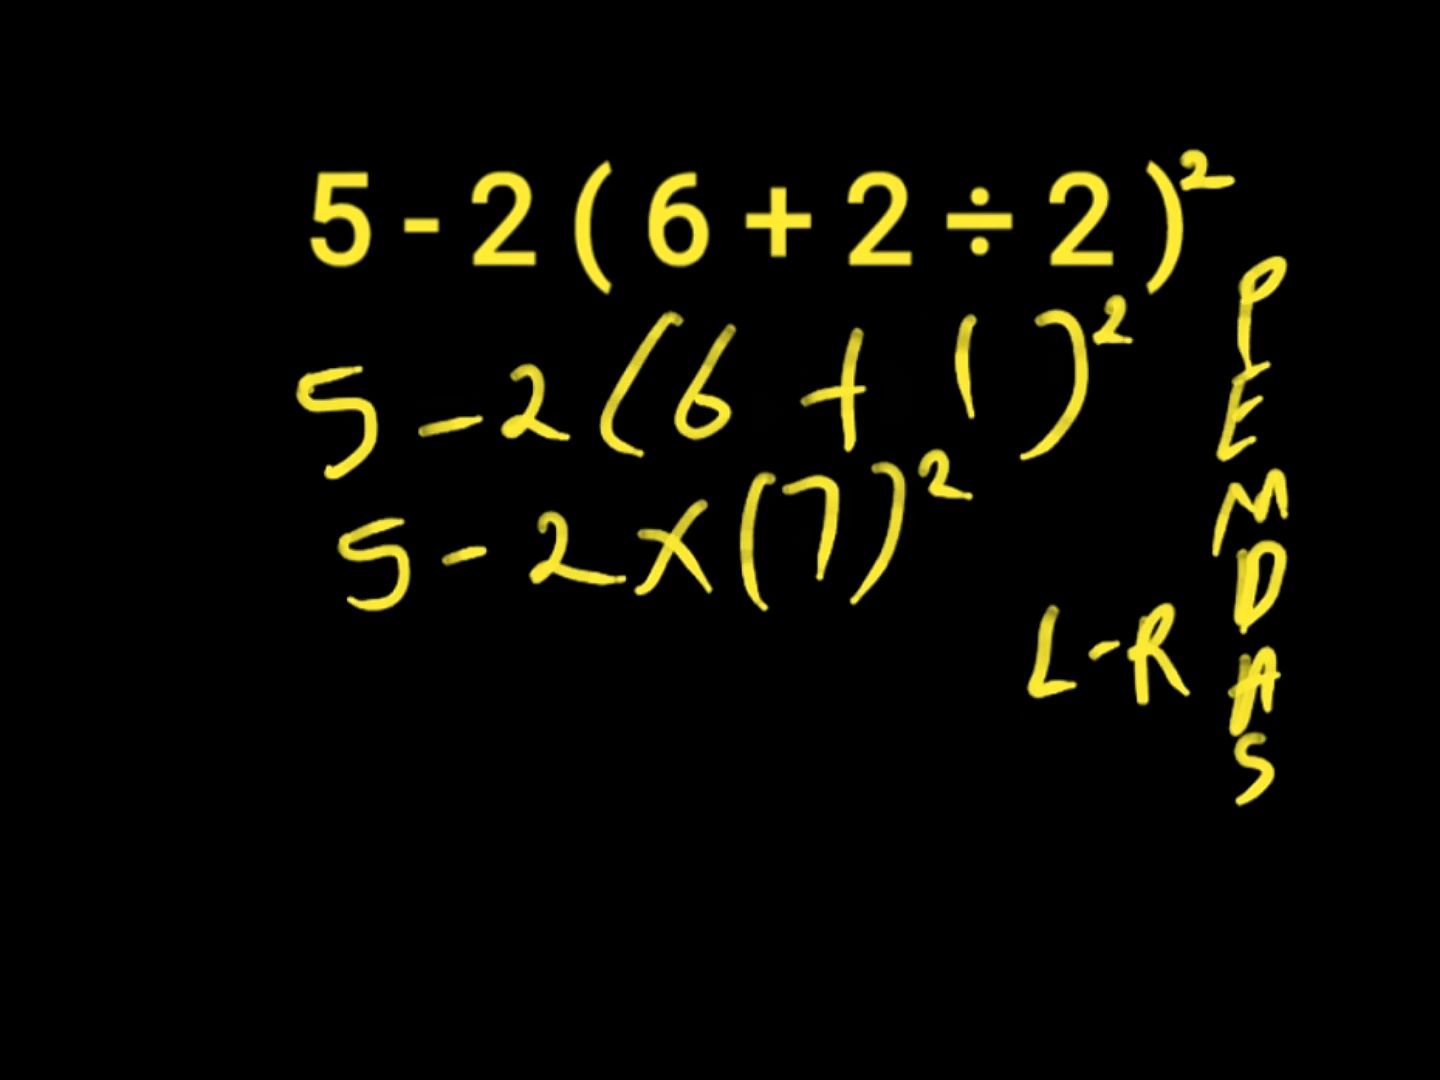 5 - 2 ( 6 + 2 ÷ 2 )²
5 - 2 ( 6 + 1 )²
5 - 2 × (7)²
L-R
P
E
M
D
A
S